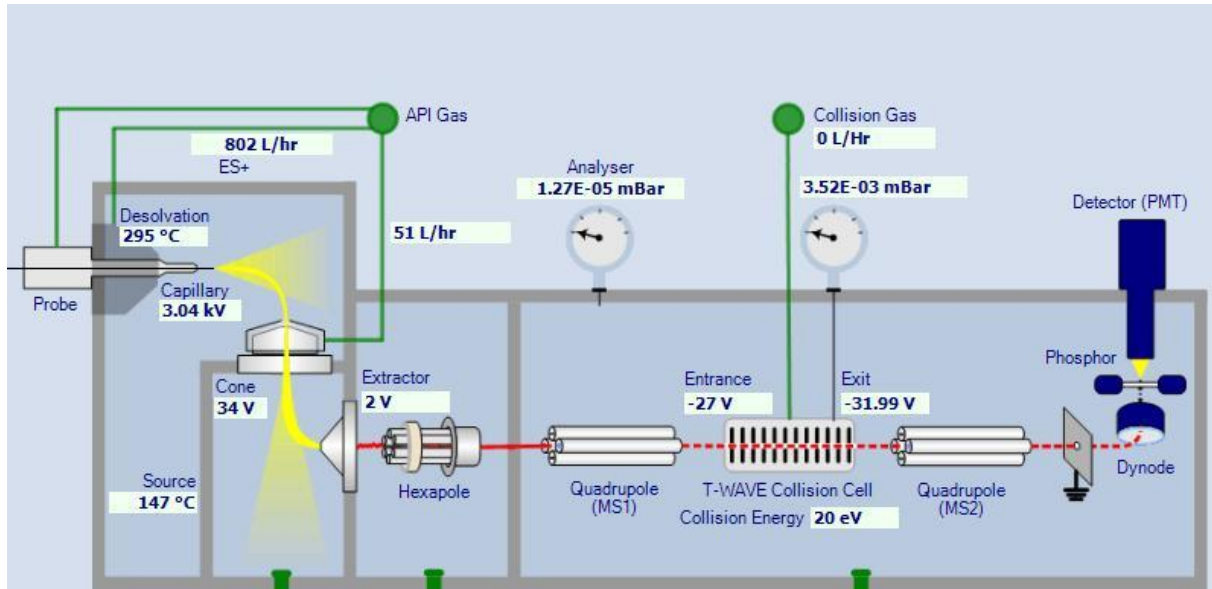 API Gas
802 L/hr
ES+
Collision Gas
0 L/Hr
Analyser
1.27E-05 mBar
3.52E-03 mBar
Detector (PMT)
Desolvation
295 °C
51 L/hr
Probe
Capillary
3.04 kV
Phosphor
Cone
34 V
Extractor
2 V
Entrance
-27 V
Exit
-31.99 V
Dynode
Source
147 °C
Hexapole
Quadrupole
(MS1)
T-WAVE Collision Cell
Collision Energy 20 eV
Quadrupole
(MS2)